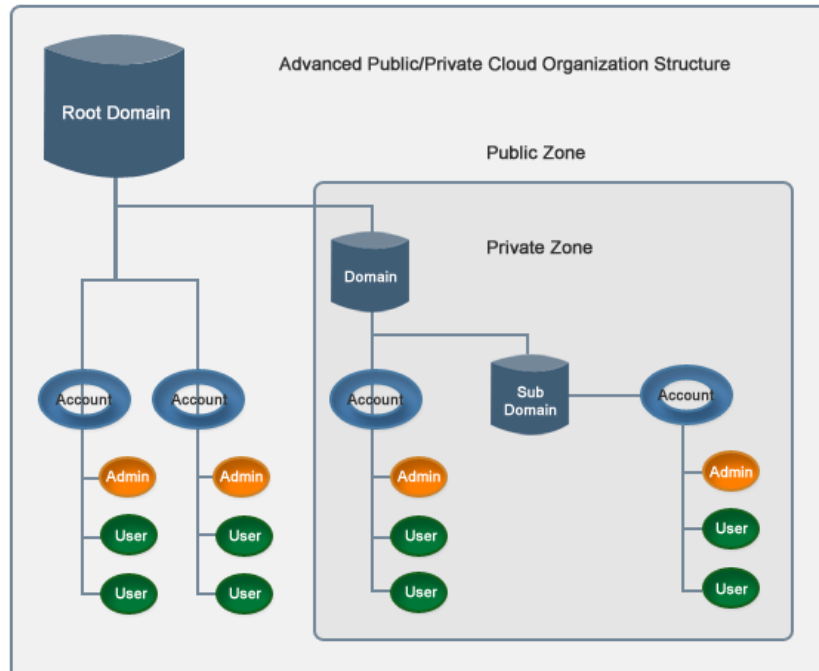 Advanced Public/Private Cloud Organization Structure
Root Domain
Public Zone
Private Zone
Domain
Sub
Domain
Account
Account
Account
Account
Admin
Admin
Admin
Admin
User
User
User
User
User
User
User
User